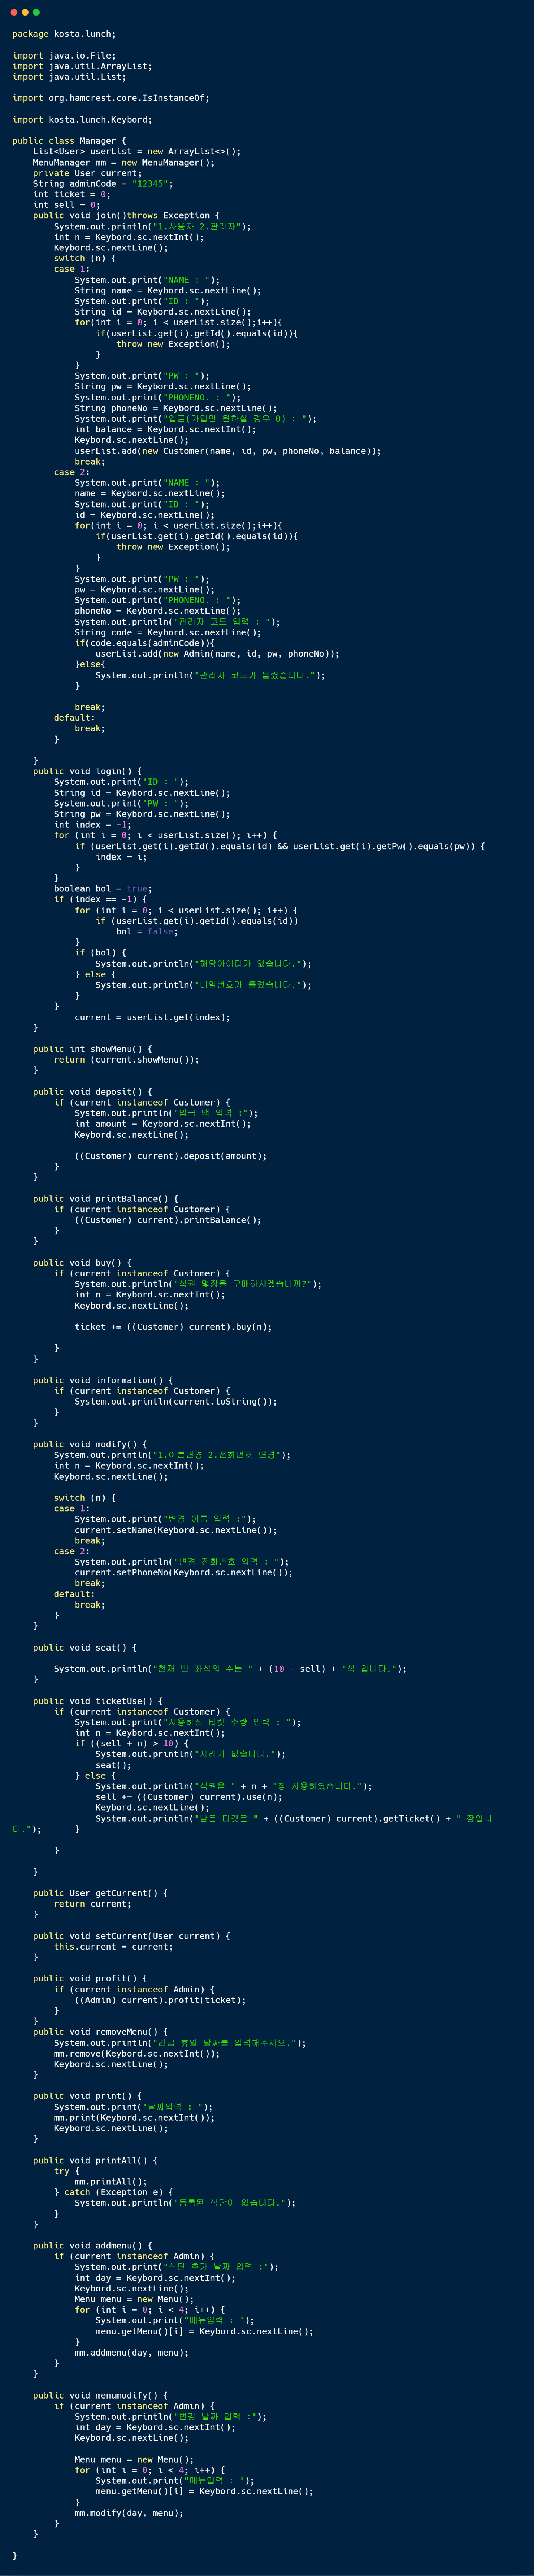 package kosta.lunch;

import java.io.File;
import java.util.ArrayList;
import java.util.List;

import org.hamcrest.core.IsInstanceOf;

import kosta.lunch.Keybord;

public class Manager {
    List<User> userList = new ArrayList<>();
    MenuManager mm = new MenuManager();
    private User current;
    String adminCode = "12345";
    int ticket = 0;
    int sell = 0;
    public void join()throws Exception {
        System.out.println("1.사용자 2.관리자");
        int n = Keybord.sc.nextInt();
        Keybord.sc.nextLine();
        switch (n) {
        case 1:
            System.out.print("NAME : ");
            String name = Keybord.sc.nextLine();
            System.out.print("ID : ");
            String id = Keybord.sc.nextLine();
            for(int i = 0; i < userList.size();i++){
                if(userList.get(i).getId().equals(id)){
                    throw new Exception();
                }
            }
            System.out.print("PW : ");
            String pw = Keybord.sc.nextLine();
            System.out.print("PHONENO. : ");
            String phoneNo = Keybord.sc.nextLine();
            System.out.print("입금(가입만 원하실 경우 0) : ");
            int balance = Keybord.sc.nextInt();
            Keybord.sc.nextLine();
            userList.add(new Customer(name, id, pw, phoneNo, balance));
            break;
        case 2:
            System.out.print("NAME : ");
            name = Keybord.sc.nextLine();
            System.out.print("ID : ");
            id = Keybord.sc.nextLine();
            for(int i = 0; i < userList.size();i++){
                if(userList.get(i).getId().equals(id)){
                    throw new Exception();
                }
            }
            System.out.print("PW : ");
            pw = Keybord.sc.nextLine();
            System.out.print("PHONENO. : ");
            phoneNo = Keybord.sc.nextLine();
            System.out.println("관리자 코드 입력 : ");
            String code = Keybord.sc.nextLine();
            if(code.equals(adminCode)){
                userList.add(new Admin(name, id, pw, phoneNo));
            }else{
                System.out.println("관리자 코드가 틀렸습니다.");
            }

            break;
        default:
            break;
        }

    }
    public void login() {
        System.out.print("ID : ");
        String id = Keybord.sc.nextLine();
        System.out.print("PW : ");
        String pw = Keybord.sc.nextLine();
        int index = -1;
        for (int i = 0; i < userList.size(); i++) {
            if (userList.get(i).getId().equals(id) && userList.get(i).getPw().equals(pw)) {
                index = i;
            }
        }
        boolean bol = true;
        if (index == -1) {
            for (int i = 0; i < userList.size(); i++) {
                if (userList.get(i).getId().equals(id))
                    bol = false;
            }
            if (bol) {
                System.out.println("해당아이디가 없습니다.");
            } else {
                System.out.println("비밀번호가 틀렸습니다.");
            }
        }
            current = userList.get(index);
    }

    public int showMenu() {
        return (current.showMenu());
    }

    public void deposit() {
        if (current instanceof Customer) {
            System.out.println("입금 액 입력 :");
            int amount = Keybord.sc.nextInt();
            Keybord.sc.nextLine();

            ((Customer) current).deposit(amount);
        }
    }

    public void printBalance() {
        if (current instanceof Customer) {
            ((Customer) current).printBalance();
        }
    }

    public void buy() {
        if (current instanceof Customer) {
            System.out.println("식권 몇장을 구매하시겠습니까?");
            int n = Keybord.sc.nextInt();
            Keybord.sc.nextLine();

            ticket += ((Customer) current).buy(n);

        }
    }

    public void information() {
        if (current instanceof Customer) {
            System.out.println(current.toString());
        }
    }

    public void modify() {
        System.out.println("1.이름변경 2.전화번호 변경");
        int n = Keybord.sc.nextInt();
        Keybord.sc.nextLine();

        switch (n) {
        case 1:
            System.out.print("변경 이름 입력 :");
            current.setName(Keybord.sc.nextLine());
            break;
        case 2:
            System.out.println("변경 전화번호 입력 : ");
            current.setPhoneNo(Keybord.sc.nextLine());
            break;
        default:
            break;
        }
    }

    public void seat() {

        System.out.println("현재 빈 좌석의 수는 " + (10 - sell) + "석 입니다.");
    }

    public void ticketUse() {
        if (current instanceof Customer) {
            System.out.print("사용하실 티켓 수량 입력 : ");
            int n = Keybord.sc.nextInt();
            if ((sell + n) > 10) {
                System.out.println("자리가 없습니다.");
                seat();
            } else {
                System.out.println("식권을 " + n + "장 사용하였습니다.");
                sell += ((Customer) current).use(n);
                Keybord.sc.nextLine();
                System.out.println("남은 티켓은 " + ((Customer) current).getTicket() + " 장입니
다.");      }

        }

    }

    public User getCurrent() {
        return current;
    }

    public void setCurrent(User current) {
        this.current = current;
    }

    public void profit() {
        if (current instanceof Admin) {
            ((Admin) current).profit(ticket);
        }
    }
    public void removeMenu() {
        System.out.println("긴급 휴일 날짜를 입력해주세요.");
        mm.remove(Keybord.sc.nextInt());
        Keybord.sc.nextLine();
    }

    public void print() {
        System.out.print("날짜입력 : ");
        mm.print(Keybord.sc.nextInt());
        Keybord.sc.nextLine();
    }

    public void printAll() {
        try {
            mm.printAll();
        } catch (Exception e) {
            System.out.println("등록된 식단이 없습니다.");
        }
    }

    public void addmenu() {
        if (current instanceof Admin) {
            System.out.print("식단 추가 날짜 입력 :");
            int day = Keybord.sc.nextInt();
            Keybord.sc.nextLine();
            Menu menu = new Menu();
            for (int i = 0; i < 4; i++) {
                System.out.print("메뉴입력 : ");
                menu.getMenu()[i] = Keybord.sc.nextLine();
            }
            mm.addmenu(day, menu);
        }
    }

    public void menumodify() {
        if (current instanceof Admin) {
            System.out.println("변경 날짜 입력 :");
            int day = Keybord.sc.nextInt();
            Keybord.sc.nextLine();

            Menu menu = new Menu();
            for (int i = 0; i < 4; i++) {
                System.out.print("메뉴입력 : ");
                menu.getMenu()[i] = Keybord.sc.nextLine();
            }
            mm.modify(day, menu);
        }
    }

}